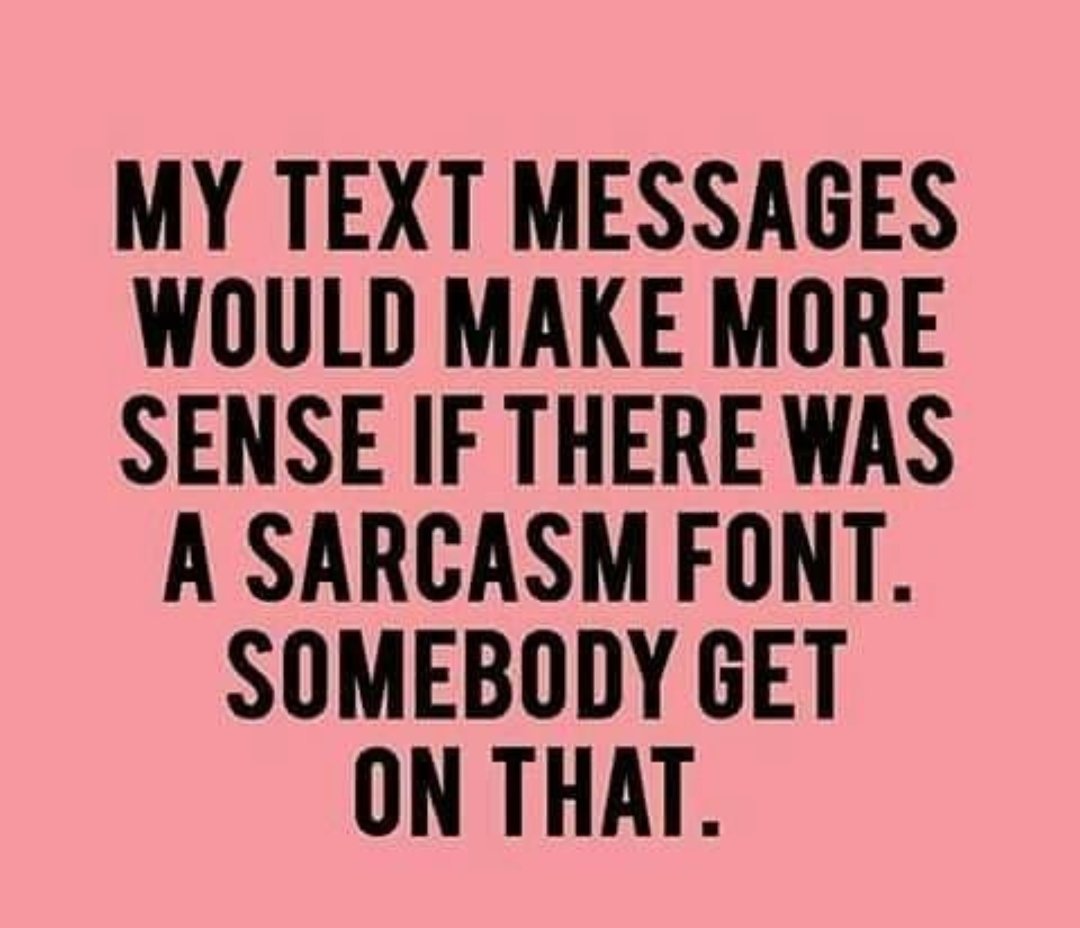 MY TEXT MESSAGES
WOULD MAKE MORE
SENSE IF THERE WAS
A SARCASM FONT.
SOMEBODY GET
ON THAT.